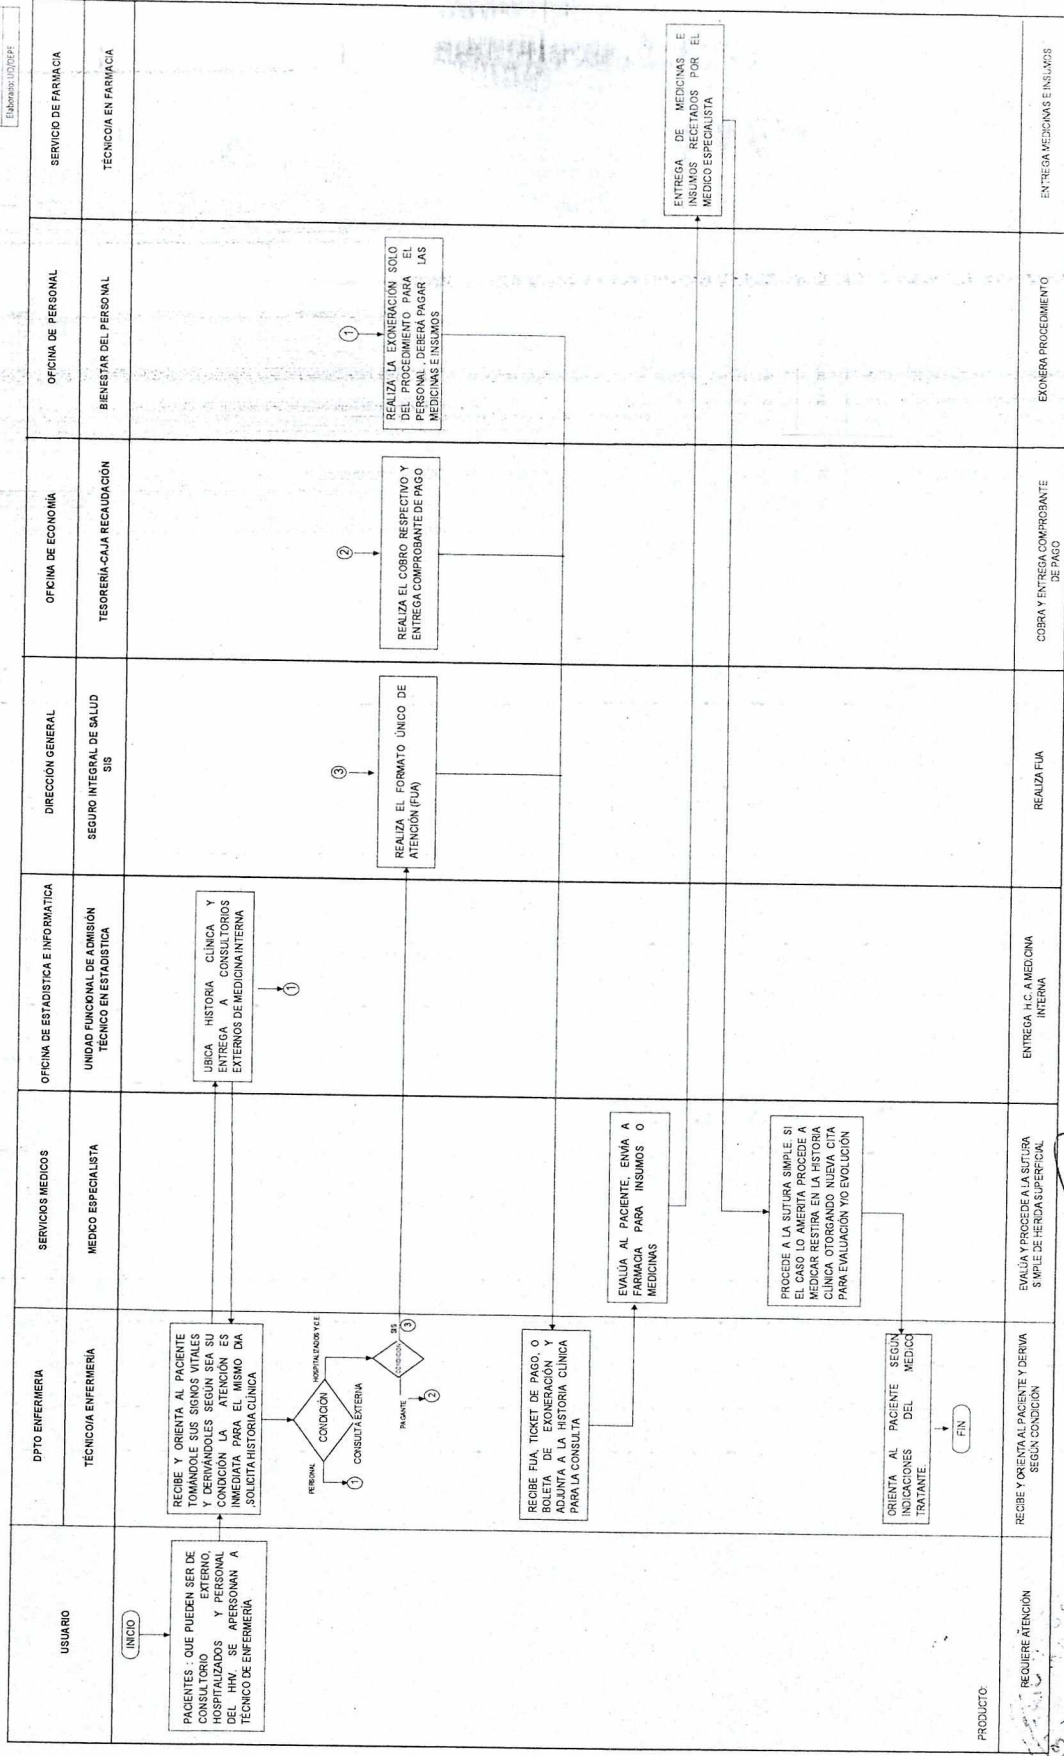 Elaborado: UO/OEPE
USUARIO
DPTO ENFERMERIA
SERVICIOS MEDICOS
OFICINA DE ESTADISTICA E INFORMATICA
DIRECCIÓN GENERAL
OFICINA DE ECONOMÍA
OFICINA DE PERSONAL
SERVICIO DE FARMACIA
TÉCNICO/A ENFERMERÍA
MEDICO ESPECIALISTA
UNIDAD FUNCIONAL DE ADMISIÓN
TÉCNICO EN ESTADISTICA
SEGURO INTEGRAL DE SALUD
SIS
TESORERÍA-CAJA RECAUDACIÓN
BIENESTAR DEL PERSONAL
TÉCNICO/A EN FARMACIA
INICIO
PACIENTES : QUE PUEDEN SER DE
CONSULTORIO EXTERNO,
HOSPITALIZADOS Y PERSONAL
DEL HHV. SE APERSONAN A
TÉCNICO DE ENFERMERÍA
RECIBE Y ORIENTA AL PACIENTE
TOMÁNDOLE SUS SIGNOS VITALES
Y DERIVÁNDOLES SEGÚN SEA SU
CONDICIÓN LA ATENCIÓN ES
INMEDIATA PARA EL MISMO DIA
,SOLICITA HISTORIA CLÍNICA
UBICA HISTORIA CLÍNICA Y
ENTREGA A CONSULTORIOS
EXTERNOS DE MEDICINA INTERNA
1
PERSONAL
CONDICIÓN
HOSPITALIZADOS Y C.E
1
CONSULTA EXTERNA
CONDICIÓN
SIS
3
PAGANTE
2
3
REALIZA EL FORMATO ÚNICO DE
ATENCIÓN (FUA)
2
REALIZA EL COBRO RESPECTIVO Y
ENTREGA COMPROBANTE DE PAGO
1
REALIZA LA EXONERACIÓN SOLO
DEL PROCEDIMIENTO PARA EL
PERSONAL , DEBERÁ PAGAR LAS
MEDICINAS E INSUMOS
RECIBE FUA, TICKET DE PAGO, O
BOLETA DE EXONERACIÓN Y
ADJUNTA A LA HISTORIA CLÍNICA
PARA LA CONSULTA
EVALÚA AL PACIENTE, ENVÍA A
FARMACIA PARA INSUMOS O
MEDICINAS
ENTREGA DE MEDICINAS E
INSUMOS RECETADOS POR EL
MEDICO ESPECIALISTA
PROCEDE A LA SUTURA SIMPLE. SI
EL CASO LO AMERITA PROCEDE A
MEDICAR RESTIRA EN LA HISTORIA
CLÍNICA OTORGANDO NUEVA CITA
PARA EVALUACIÓN Y/O EVOLUCIÓN
ORIENTA AL PACIENTE SEGÚN
INDICACIONES DEL MEDICO
TRATANTE.
FIN
PRODUCTO:
REQUIERE ATENCIÓN
RECIBE Y ORIENTA AL PACIENTE Y DERIVA
SEGÚN CONDICIÓN
EVALÚA Y PROCEDE A LA SUTURA
SIMPLE DE HERIDA SUPERFICIAL
ENTREGA H.C. A MEDICINA
INTERNA
REALIZA FUA
COBRA Y ENTREGA COMPROBANTE
DE PAGO
EXONERA PROCEDIMIENTO
ENTREGA MEDICINAS E INSUMOS